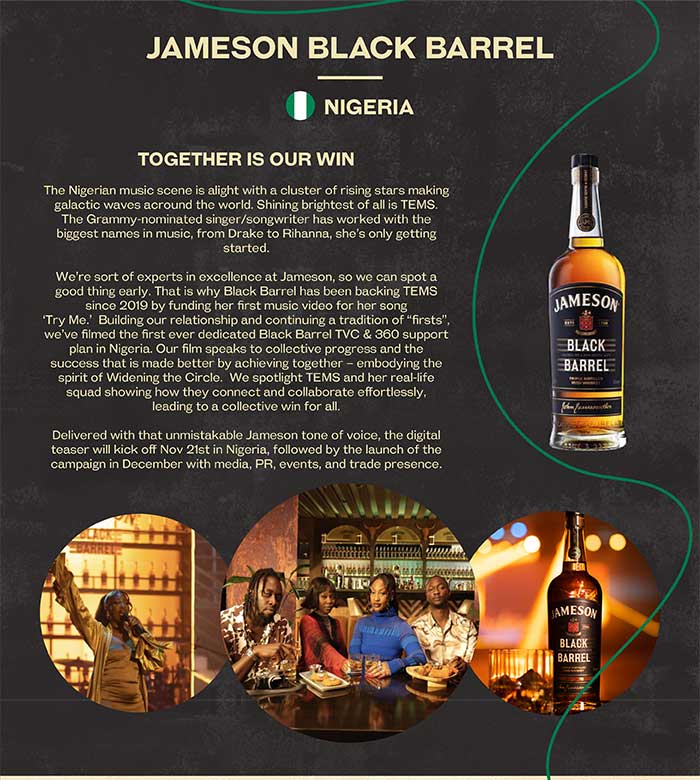 JAMESON BLACK BARREL
NIGERIA
TOGETHER IS OUR WIN
The Nigerian music scene is alight with a cluster of rising stars making
galactic waves acround the world. Shining brightest of all is TEMS.
The Grammy-nominated singer/songwriter has worked with the
biggest names in music, from Drake to Rihanna, she's only getting
started.
We're sort of experts in excellence at Jameson, so we can spot a
good thing early. That is why Black Barrel has been backing TEMS
since 2019 by funding her first music video for her song
'Try Me.' Building our relationship and continuing a tradition of “firsts”,
we've filmed the first ever dedicated Black Barrel TVC & 360 support
plan in Nigeria. Our film speaks to collective progress and the
success that is made better by achieving together – embodying the
spirit of Widening the Circle. We spotlight TEMS and her real-life
squad showing how they connect and collaborate effortlessly,
leading to a collective win for all.
Delivered with that unmistakable Jameson tone of voice, the digital
teaser will kick off Nov 21st in Nigeria, followed by the launch of the
campaign in December with media, PR, events, and trade presence.
JAMESON
BLACK
BARREL
TRIPLE DISTILLED
IRISH WHISKEY
BLACK
BARREL
JAMESON
BLACK
BARREL